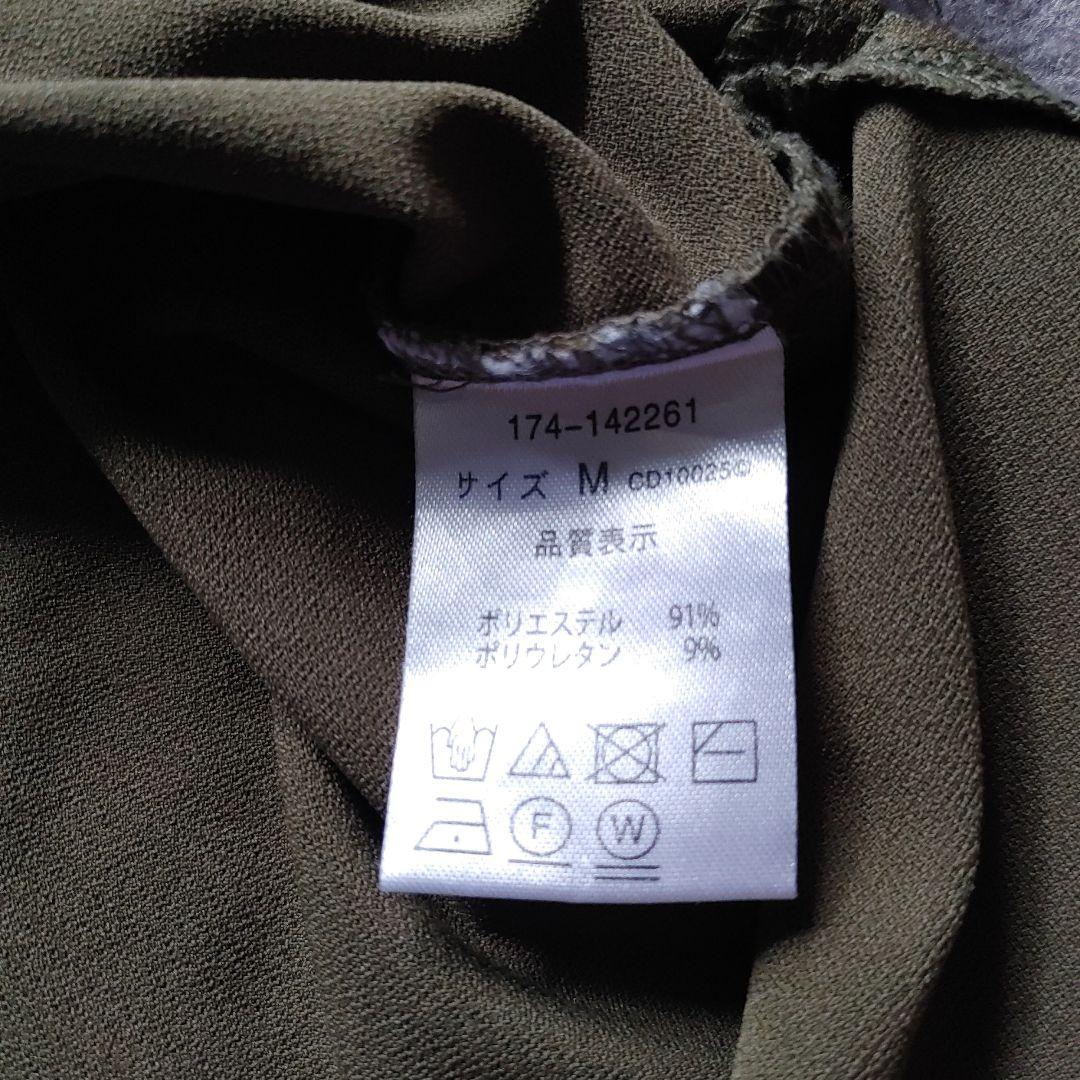 174-142261
サイズ M CD10025
品質表示
ポリエステル 91%
ポリウレタン 9%
F W